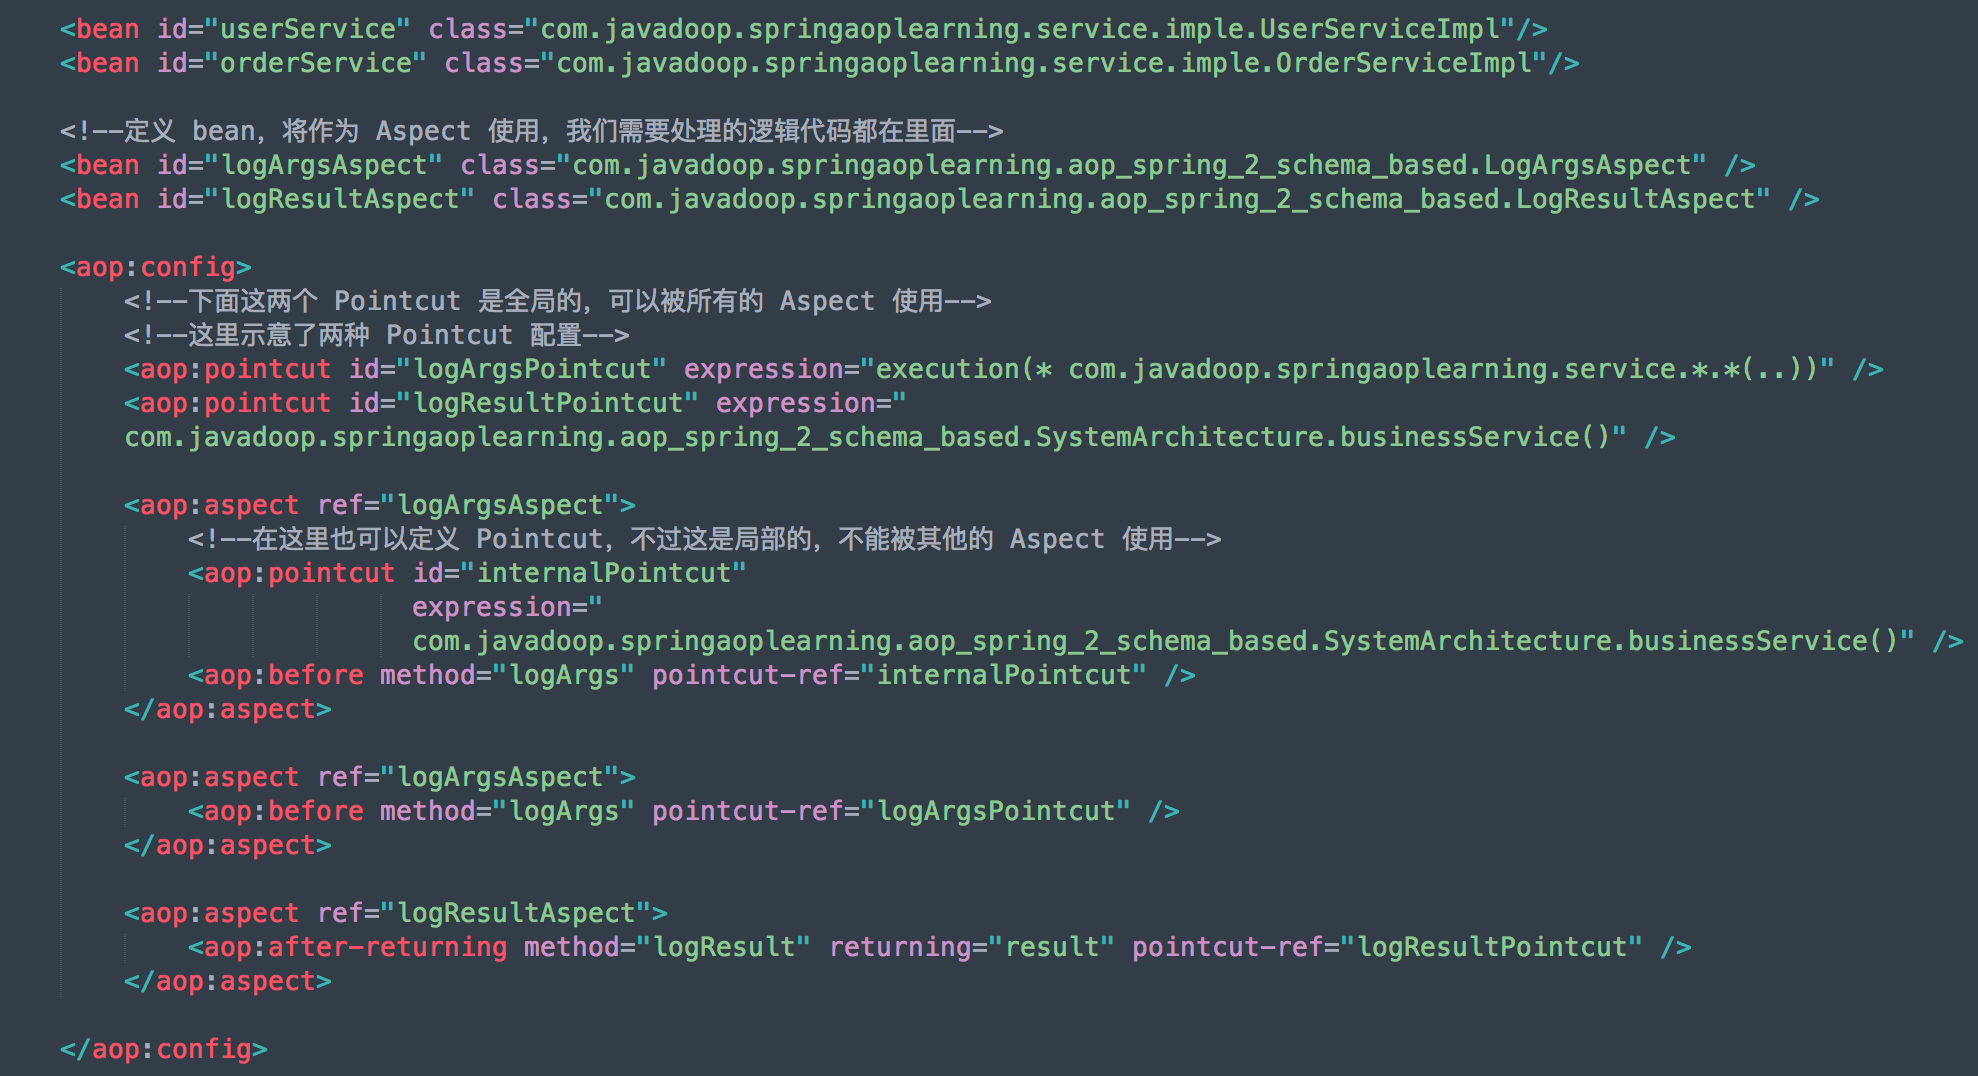 <bean id="userService" class="com.javadoop.springaoplearning.service.imple.UserServiceImpl"/>
<bean id="orderService" class="com.javadoop.springaoplearning.service.imple.OrderServiceImpl"/>
<!--定义 bean，将作为 Aspect 使用，我们需要处理的逻辑代码都在里面-->
<bean id="logArgsAspect" class="com.javadoop.springaoplearning.aop_spring_2_schema_based.LogArgsAspect" />
<bean id="logResultAspect" class="com.javadoop.springaoplearning.aop_spring_2_schema_based.LogResultAspect" />
<aop:config>
<!--下面这两个 Pointcut 是全局的，可以被所有的 Aspect 使用-->
<!--这里示意了两种 Pointcut 配置-->
<aop:pointcut id="logArgsPointcut" expression="execution(* com.javadoop.springaoplearning.service.*.*(..))" />
<aop:pointcut id="logResultPointcut" expression="
com.javadoop.springaoplearning.aop_spring_2_schema_based.SystemArchitecture.businessService()" />
<aop:aspect ref="logArgsAspect">
<!--在这里也可以定义 Pointcut，不过这是局部的，不能被其他的 Aspect 使用-->
<aop:pointcut id="internalPointcut"
expression="
com.javadoop.springaoplearning.aop_spring_2_schema_based.SystemArchitecture.businessService()" />
<aop:before method="logArgs" pointcut-ref="internalPointcut" />
</aop:aspect>
<aop:aspect ref="logArgsAspect">
<aop:before method="logArgs" pointcut-ref="logArgsPointcut" />
</aop:aspect>
<aop:aspect ref="logResultAspect">
<aop:after-returning method="logResult" returning="result" pointcut-ref="logResultPointcut" />
</aop:aspect>
</aop:config>